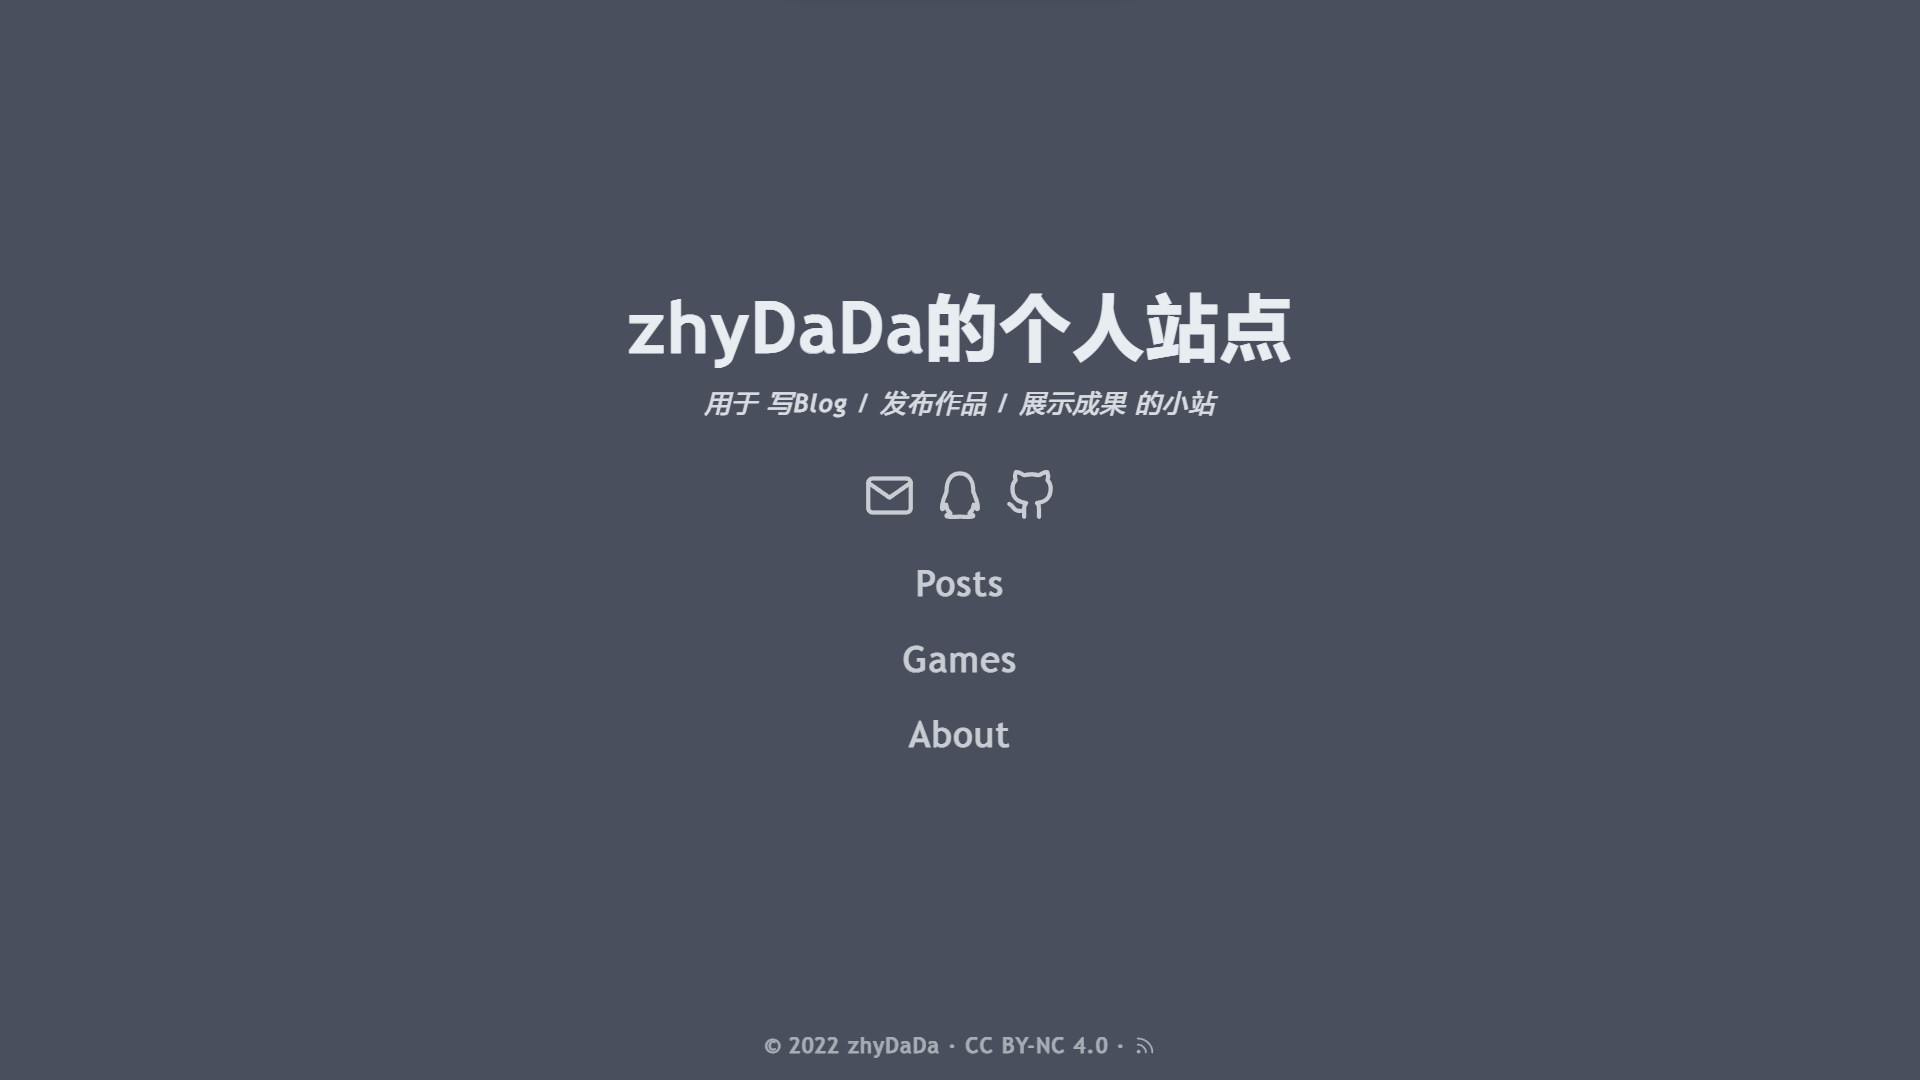 zhyDaDa的个人站点
用于 写Blog / 发布作品 / 展示成果 的小站
Posts
Games
About
© 2022 zhyDaDa · CC BY-NC 4.0 ·